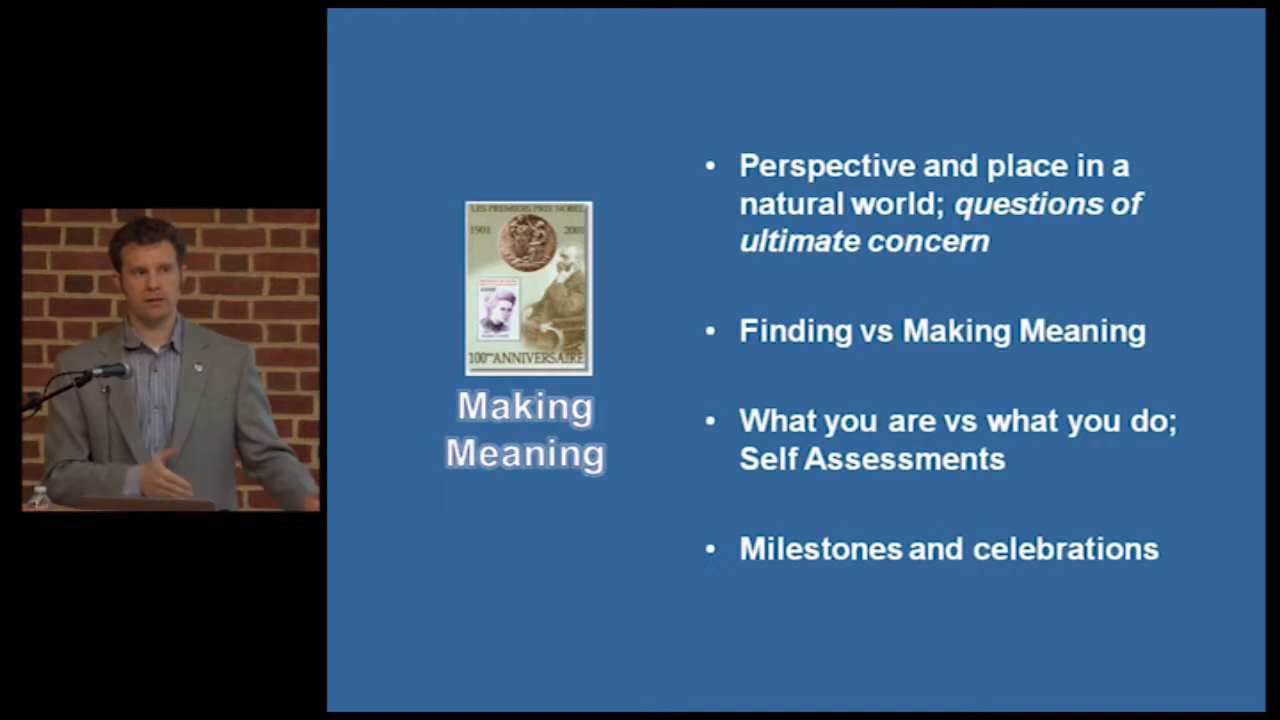 LES PREMIERS PRIX NOBEL
1901 2001
100ème ANNIVERSAIRE
Making
Meaning
• Perspective and place in a
natural world; questions of
ultimate concern
• Finding vs Making Meaning
• What you are vs what you do;
Self Assessments
• Milestones and celebrations